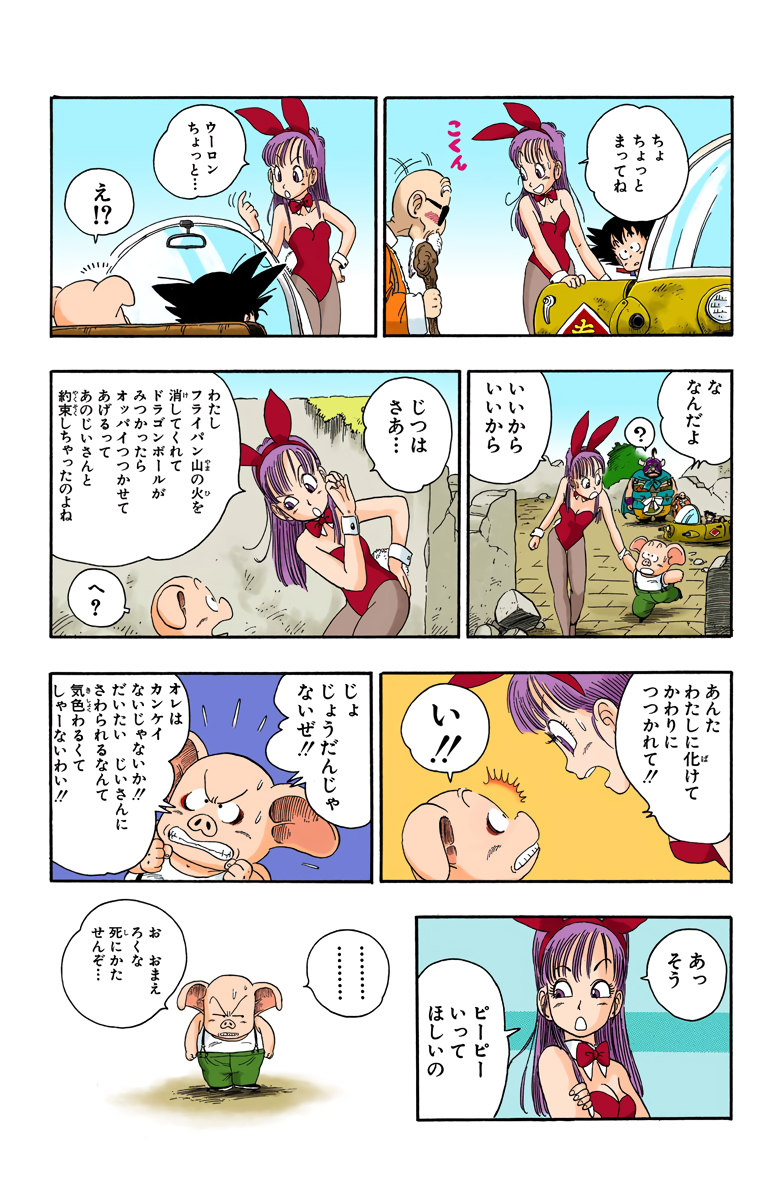 ちょ
ちょっと
まってね
こくん
ウーロン
ちょっと…
え!?
な
なんだよ
?
いいから
いいから
じつは
さあ…
わたし
フライパン山の火を
消してくれて
ドラゴンボールが
みつかったら
オッパイつつかせて
あげるって
あのじいさんと
約束しちゃったのよね
へ?
あんた
わたしに化けて
かわりに
つつかれて!!
い!!
じょ
じょうだんじゃ
ないぜ!!
オレは
カンケイ
ないじゃないか!!
だいたい じいさんに
さわられるなんて
気色わるくて
しゃーないわい!!
あっ
そう
ピーピー
いって
ほしいの
………
お おまえ
ろくな
死にかた
せんぞ…